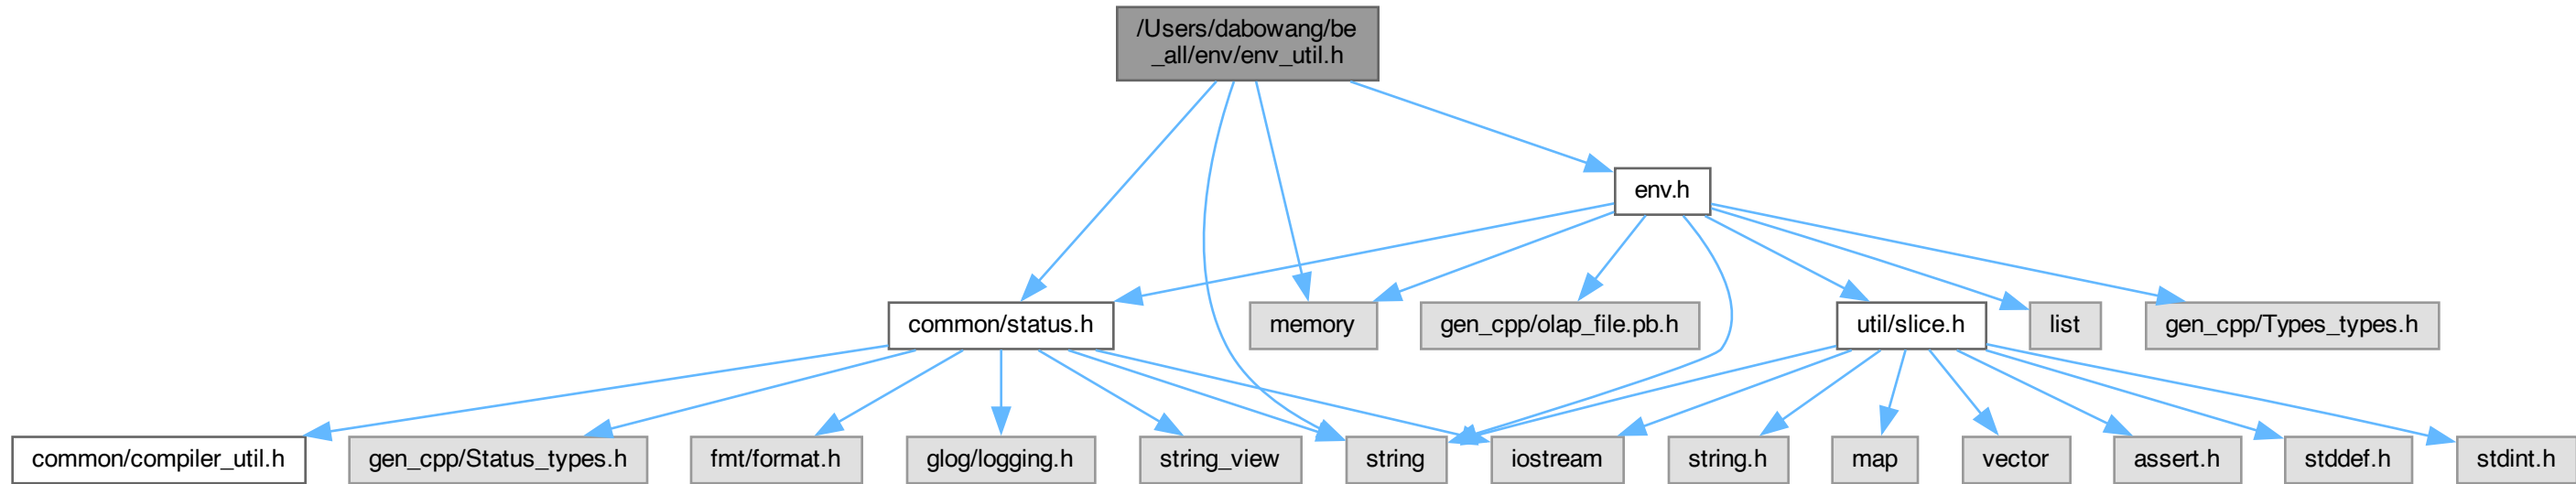 /Users/dabowang/be
_all/env/env_util.h
env.h
common/status.h
memory
gen_cpp/olap_file.pb.h
util/slice.h
list
gen_cpp/Types_types.h
common/compiler_util.h
gen_cpp/Status_types.h
fmt/format.h
glog/logging.h
string_view
string
iostream
string.h
map
vector
assert.h
stddef.h
stdint.h